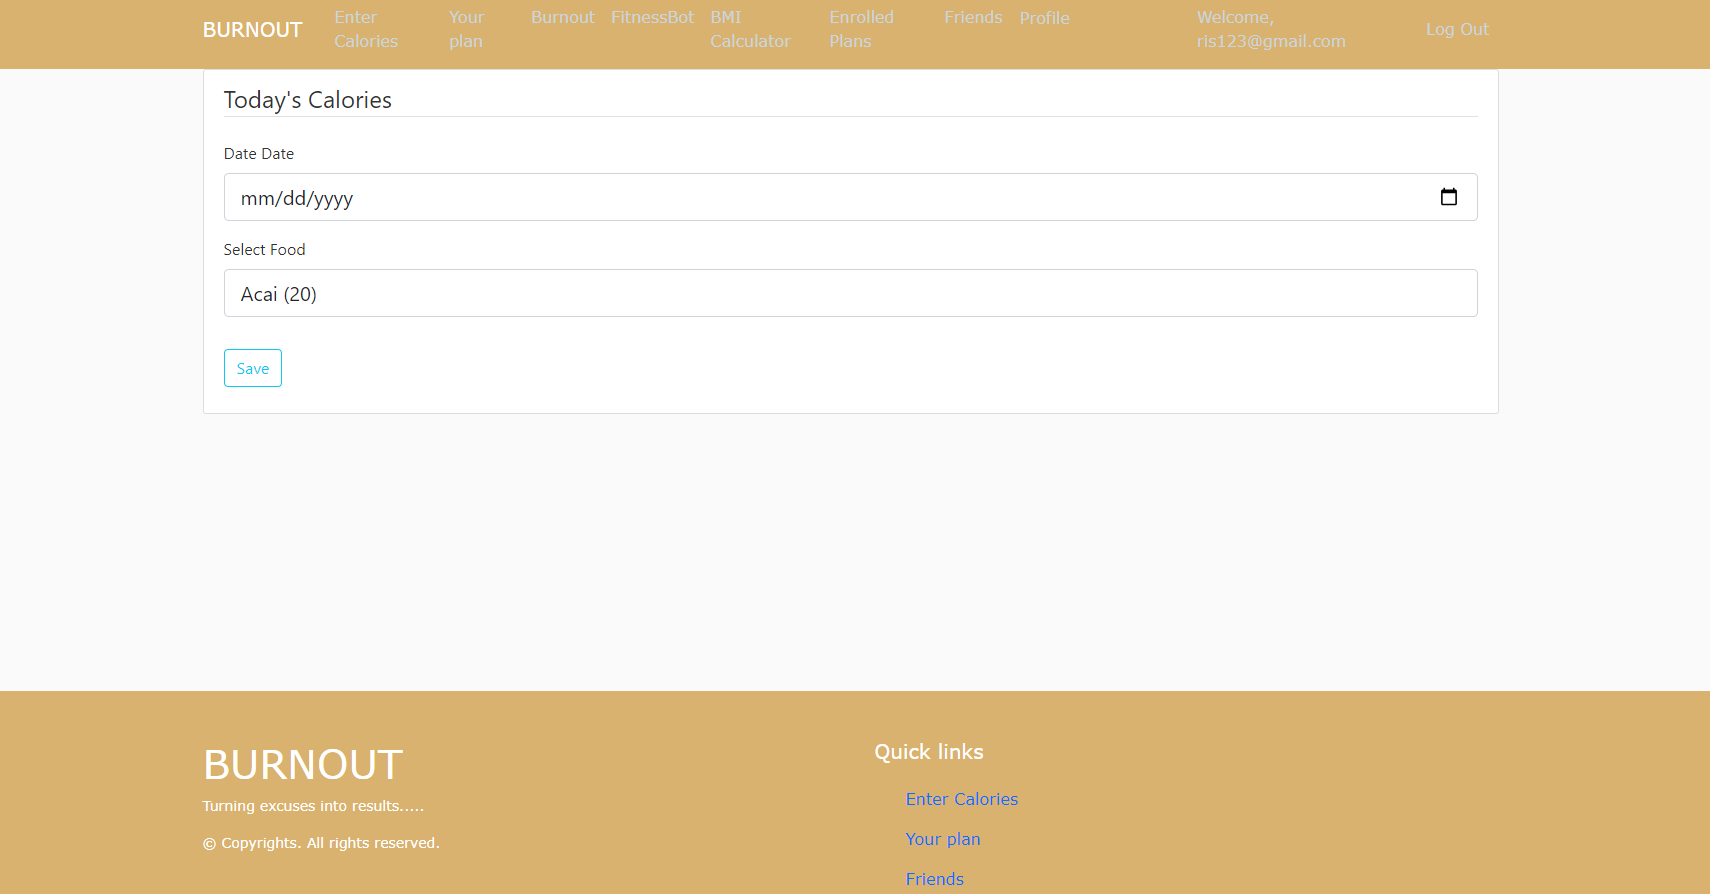 BURNOUT
Enter Calories
Your plan
Burnout
FitnessBot
BMI Calculator
Enrolled Plans
Friends
Profile
Welcome, ris123@gmail.com
Log Out
Today's Calories
Date Date
mm/dd/yyyy
Select Food
Acai (20)
Save
BURNOUT
Turning excuses into results.....
© Copyrights. All rights reserved.
Quick links
Enter Calories
Your plan
Friends